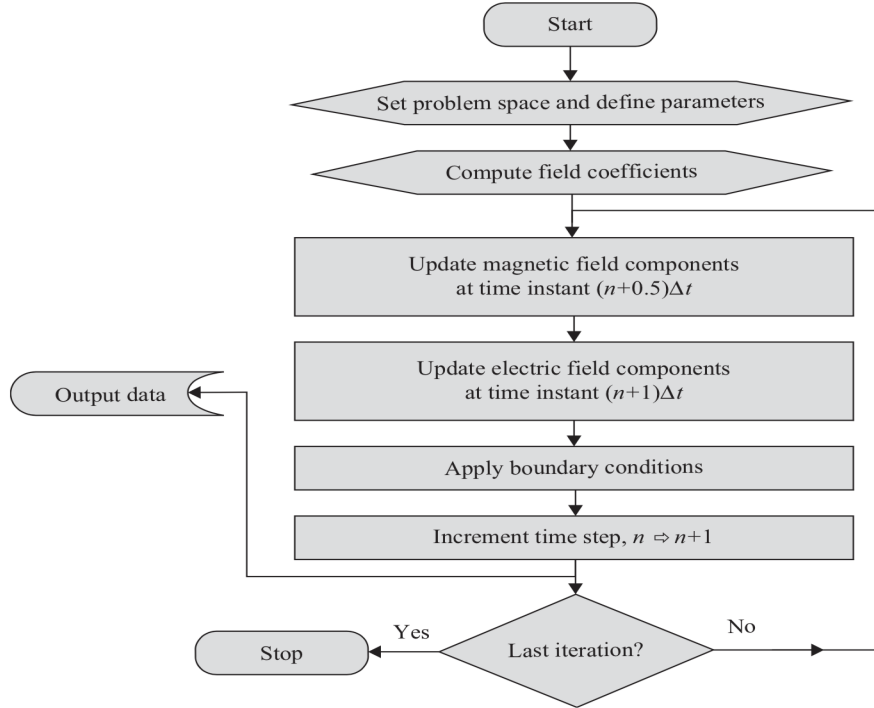 Start
Set problem space and define parameters
Compute field coefficients
Update magnetic field components
at time instant (n+0.5)Δt
Update electric field components
at time instant (n+1)Δt
Output data
Apply boundary conditions
Increment time step, n ⇨ n+1
Yes
No
Last iteration?
Stop